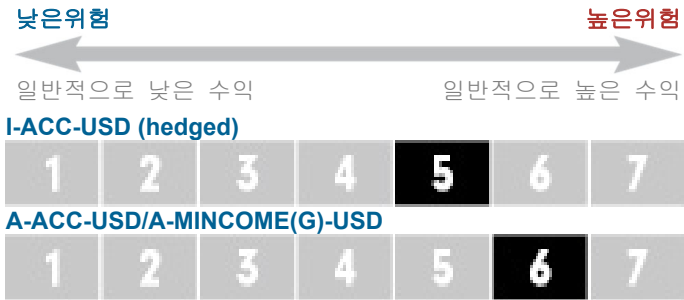 낮은위험 높은위험
일반적으로 낮은 수익 일반적으로 높은 수익
I-ACC-USD (hedged)
1 2 3 4 5 6 7
A-ACC-USD/A-MINCOME(G)-USD
1 2 3 4 5 6 7